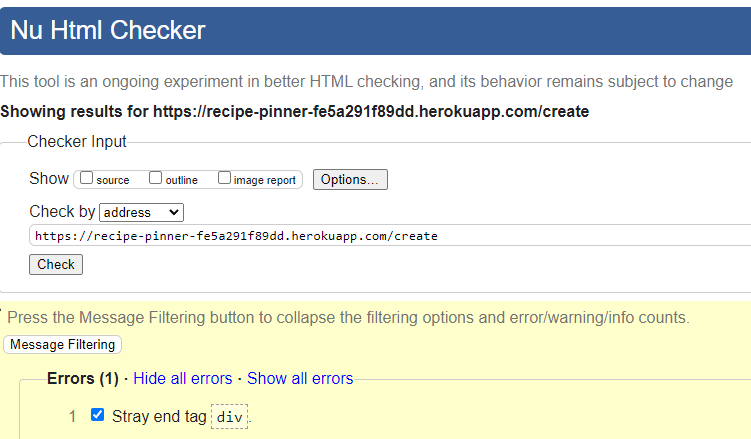 Nu Html Checker
This tool is an ongoing experiment in better HTML checking, and its behavior remains subject to change
Showing results for https://recipe-pinner-fe5a291f89dd.herokuapp.com/create
Checker Input
Show source outline image report Options...
Check by address
https://recipe-pinner-fe5a291f89dd.herokuapp.com/create
Check
Press the Message Filtering button to collapse the filtering options and error/warning/info counts.
Message Filtering
Errors (1) · Hide all errors · Show all errors
1 Stray end tag div.